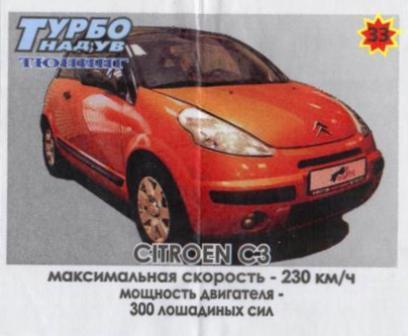 ТУРБО
НАДУВ
ТЮНИНГ
33
CITROEN C3
максимальная скорость - 230 км/ч
мощность двигателя -
300 лошадиных сил